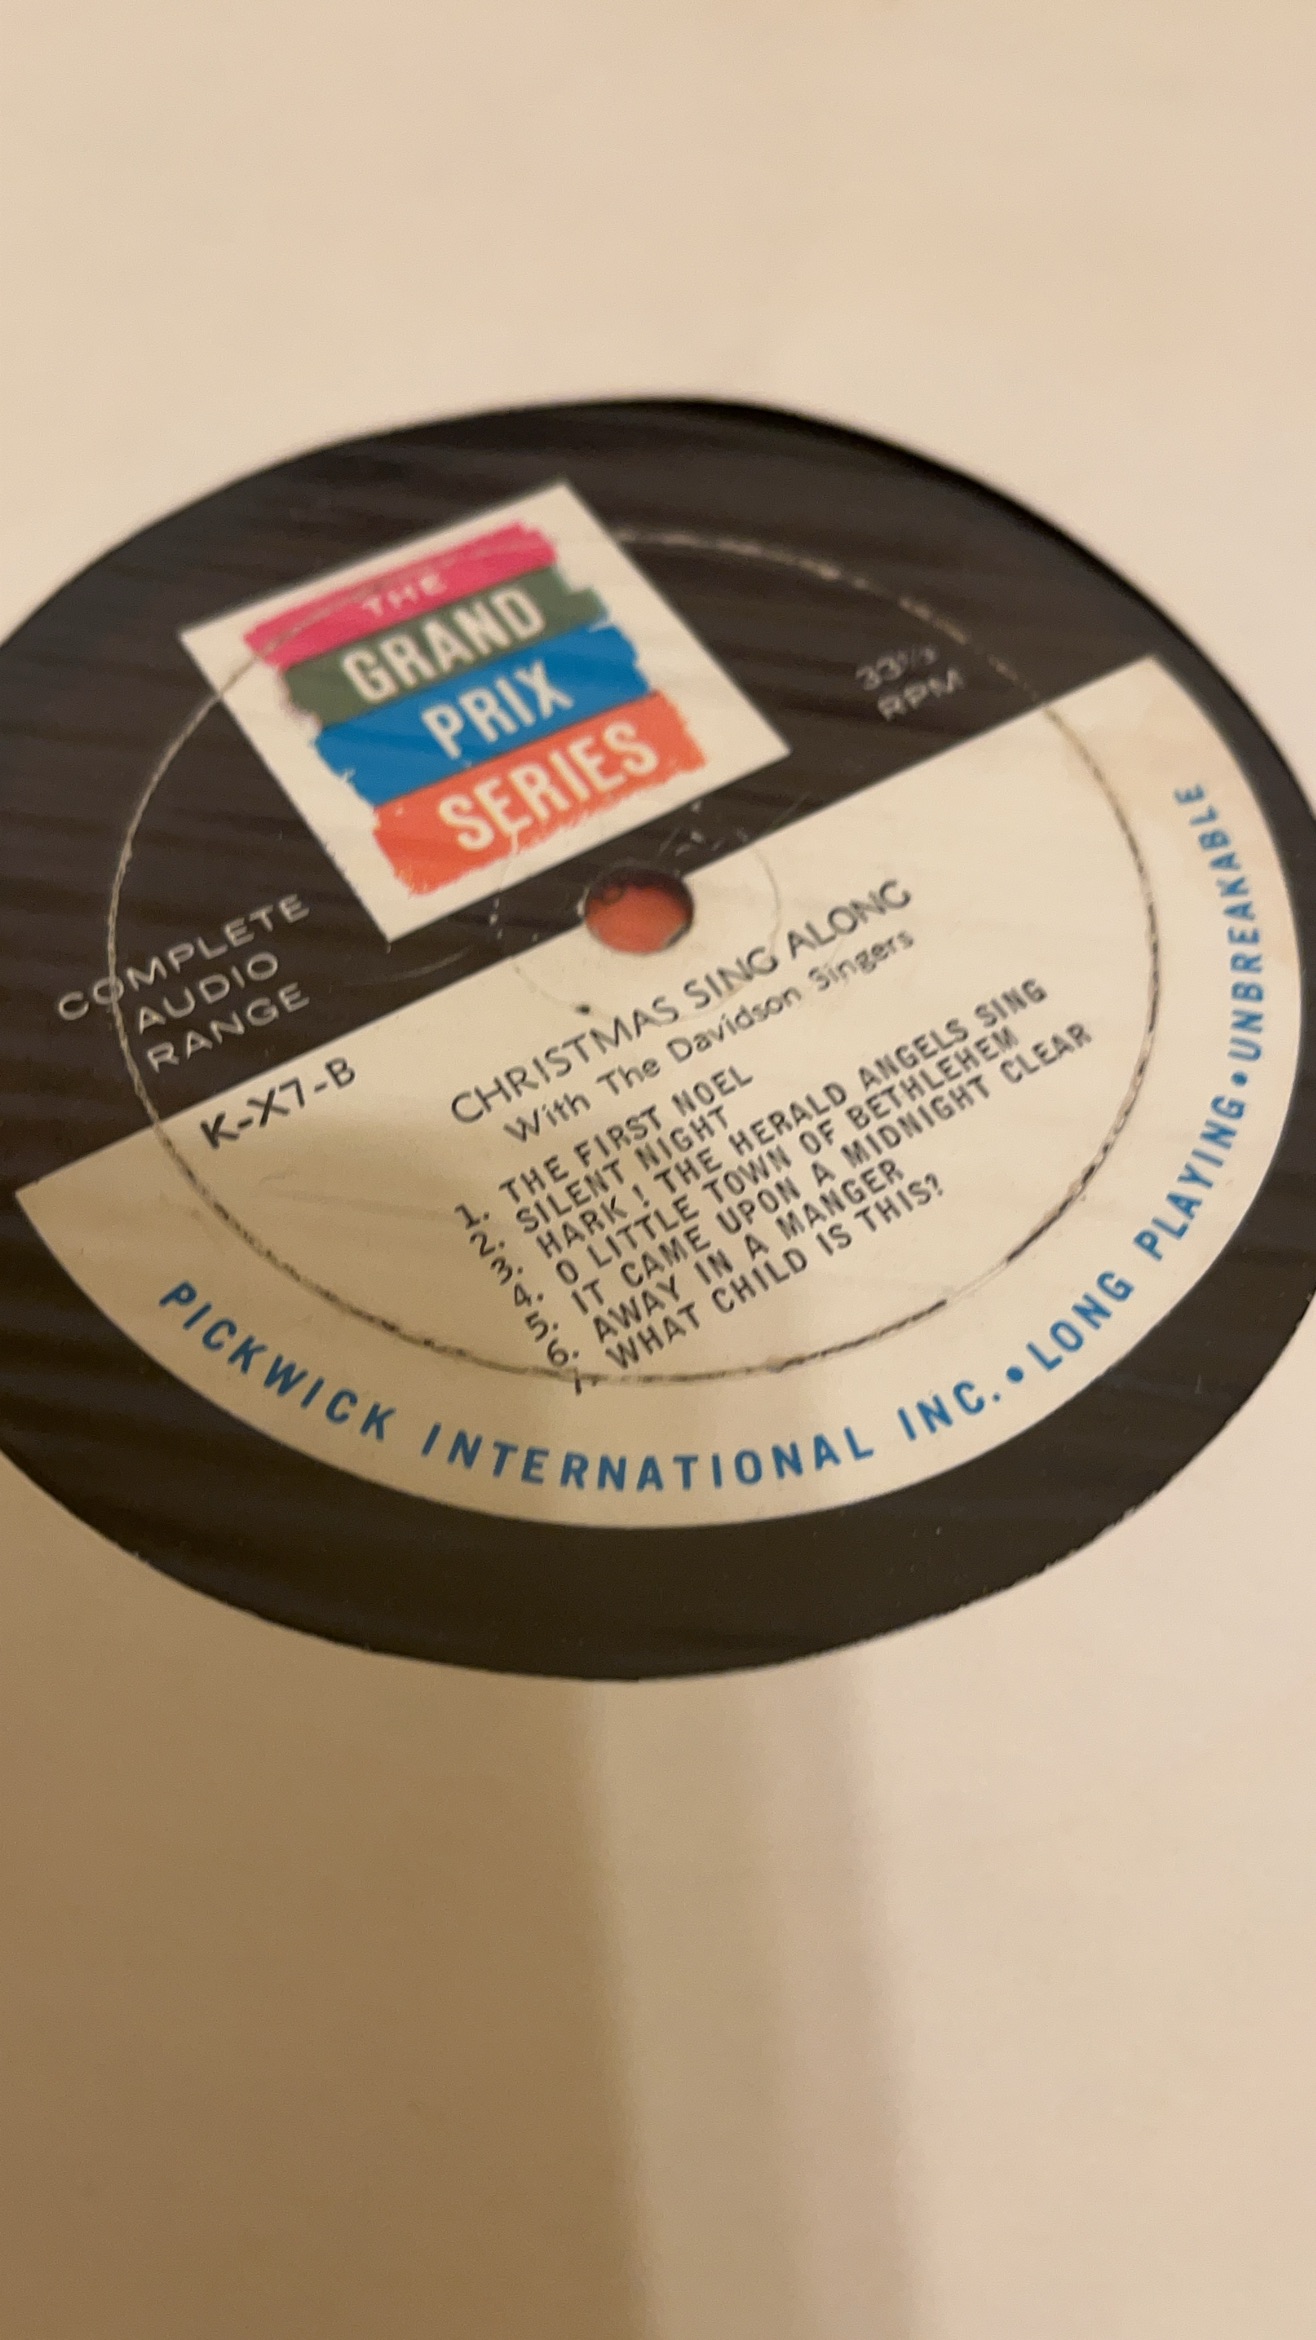 THE
GRAND
PRIX
SERIES
33⅓
RPM
COMPLETE
AUDIO
RANGE
K-X7-B
CHRISTMAS SING ALONG
With The Davidson Singers
1. THE FIRST NOEL
2. SILENT NIGHT
3. HARK! THE HERALD ANGELS SING
4. O LITTLE TOWN OF BETHLEHEM
5. IT CAME UPON A MIDNIGHT CLEAR
6. AWAY IN A MANGER
7. WHAT CHILD IS THIS?
PICKWICK INTERNATIONAL INC. • LONG PLAYING • UNBREAKABLE